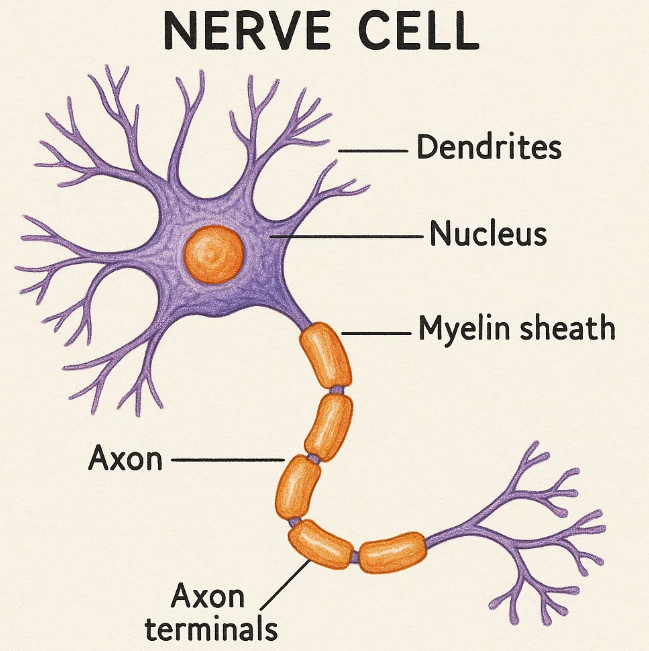 NERVE CELL
Dendrites
Nucleus
Myelin sheath
Axon
Axon
terminals